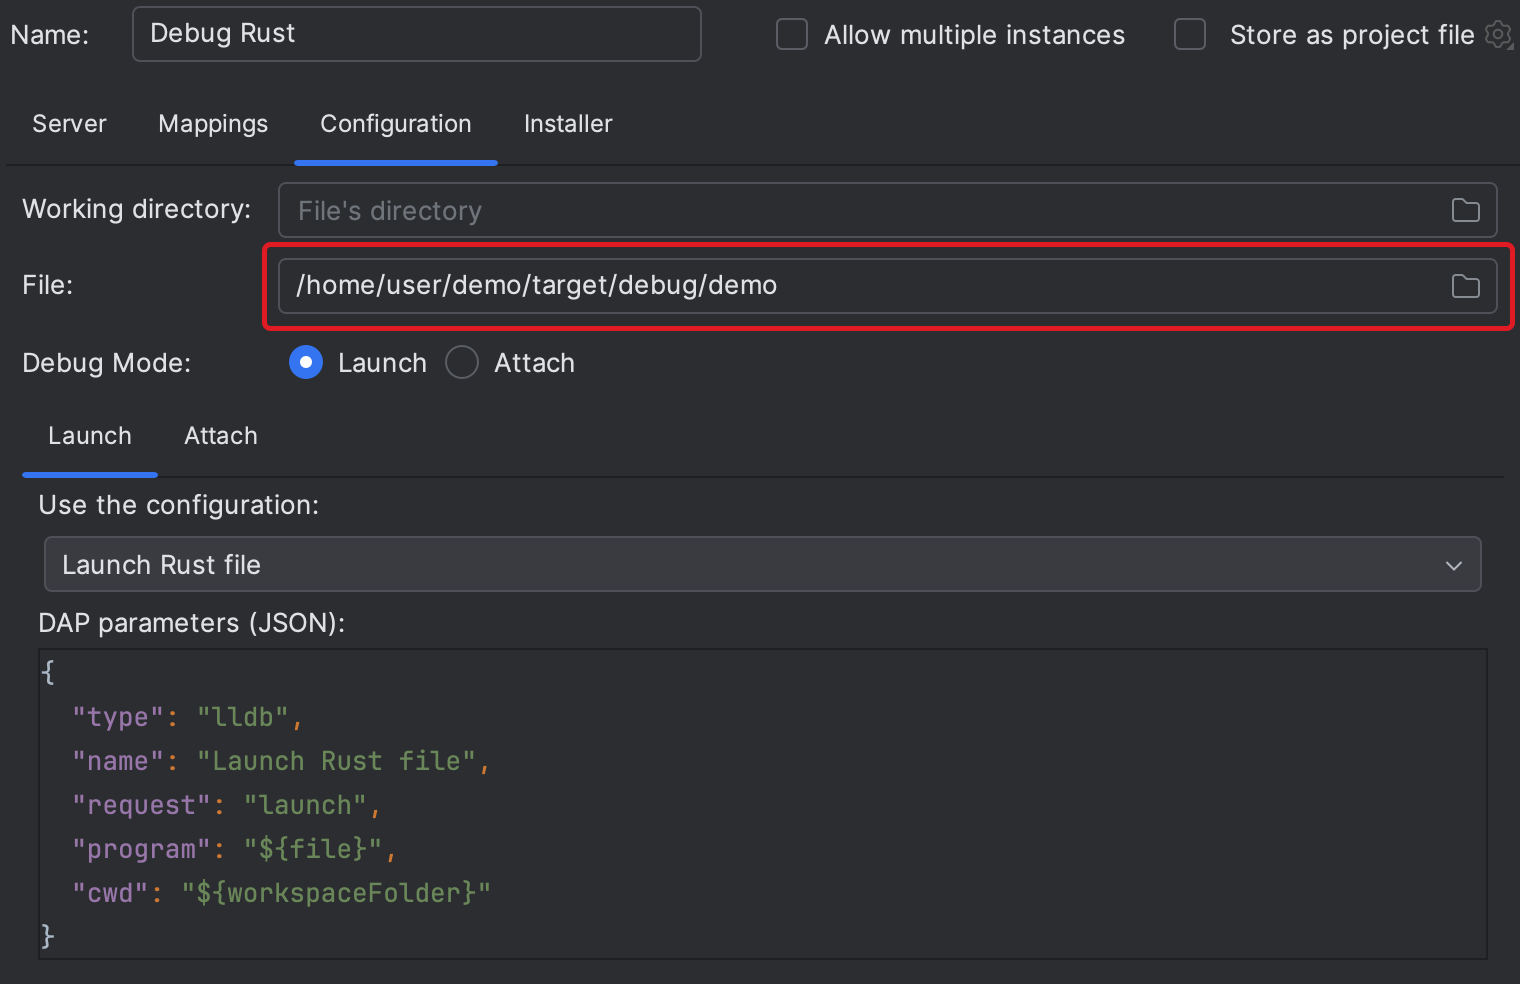 Name: Debug Rust Allow multiple instances Store as project file
Server Mappings Configuration Installer
Working directory: File's directory
File: /home/user/demo/target/debug/demo
Debug Mode: Launch Attach
Launch Attach
Use the configuration:
Launch Rust file
DAP parameters (JSON):
{
  "type": "lldb",
  "name": "Launch Rust file",
  "request": "launch",
  "program": "${file}",
  "cwd": "${workspaceFolder}"
}